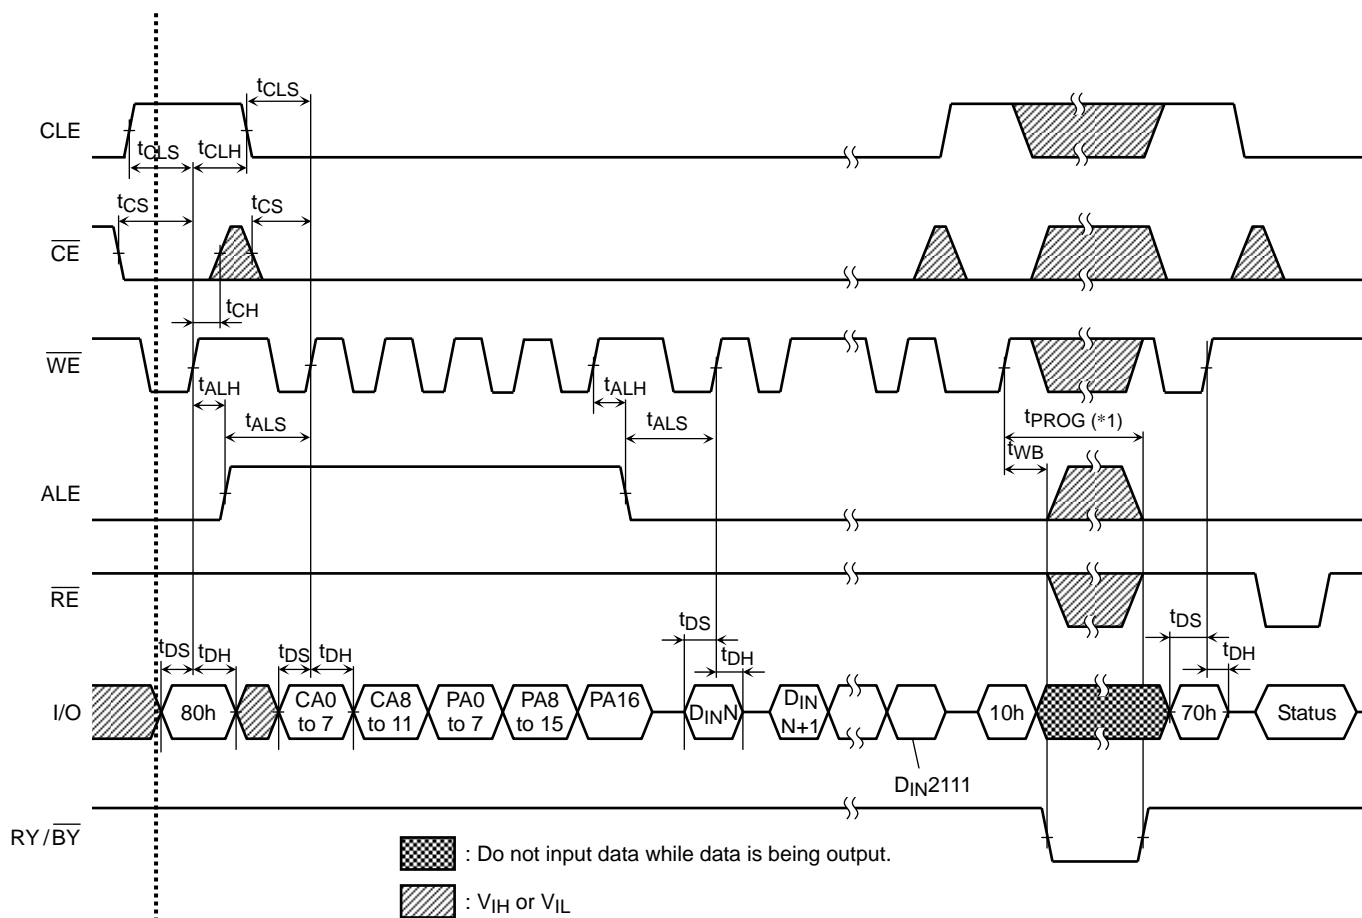 tCLS
CLE
tCLS tCLH
tCS tCS
CE
tCH
WE
tALH tALH
tALS tALS
tPROG (*1)
tWB
ALE
RE
tDS tDH tDS tDH tDS tDH tDS tDH
I/O
80h
CA0 to 7
CA8 to 11
PA0 to 7
PA8 to 15
PA16
DINN
DIN N+1
10h
70h
Status
DIN2111
RY/BY
: Do not input data while data is being output.
: VIH or VIL